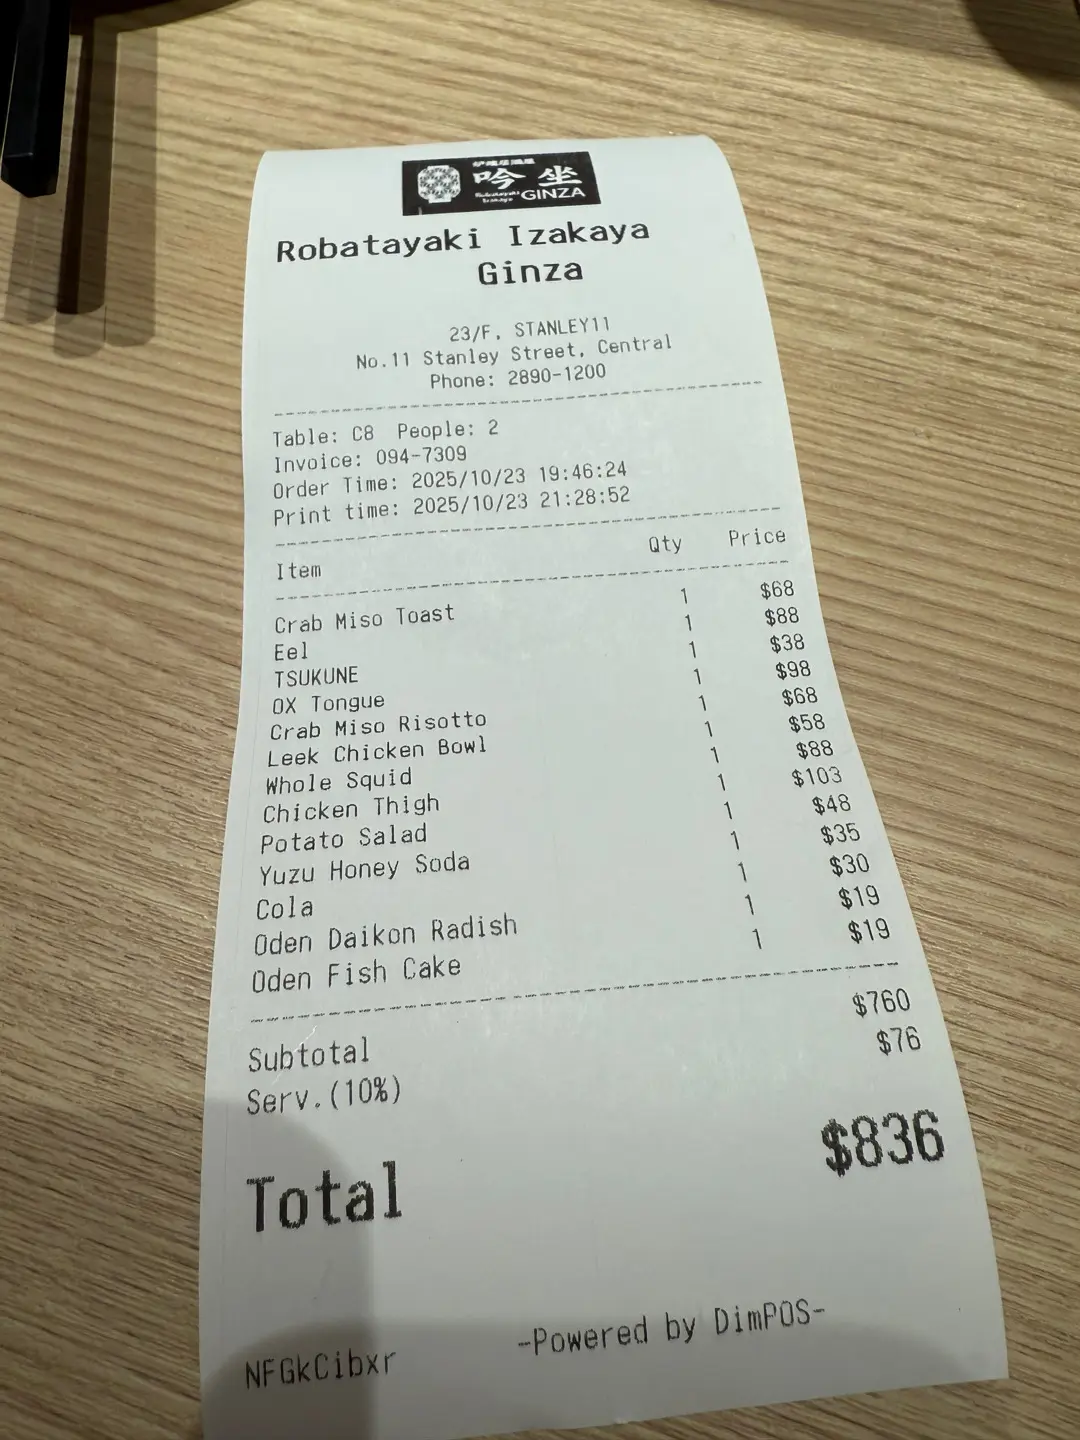 炉端居酒屋
吟 坐
Robatayaki
Izakaya GINZA
Robatayaki Izakaya
Ginza
23/F, STANLEY11
No.11 Stanley Street, Central
Phone: 2890-1200
Table: C8 People: 2
Invoice: 094-7309
Order Time: 2025/10/23 19:46:24
Print time: 2025/10/23 21:28:52
Item Qty Price
Crab Miso Toast 1 $68
Eel 1 $88
TSUKUNE 1 $38
OX Tongue 1 $98
Crab Miso Risotto 1 $68
Leek Chicken Bowl 1 $58
Whole Squid 1 $88
Chicken Thigh 1 $103
Potato Salad 1 $48
Yuzu Honey Soda 1 $35
Cola 1 $30
Oden Daikon Radish 1 $19
Oden Fish Cake 1 $19
Subtotal $760
Serv.(10%) $76
Total $836
-Powered by DimPOS-
NFGkCibxr